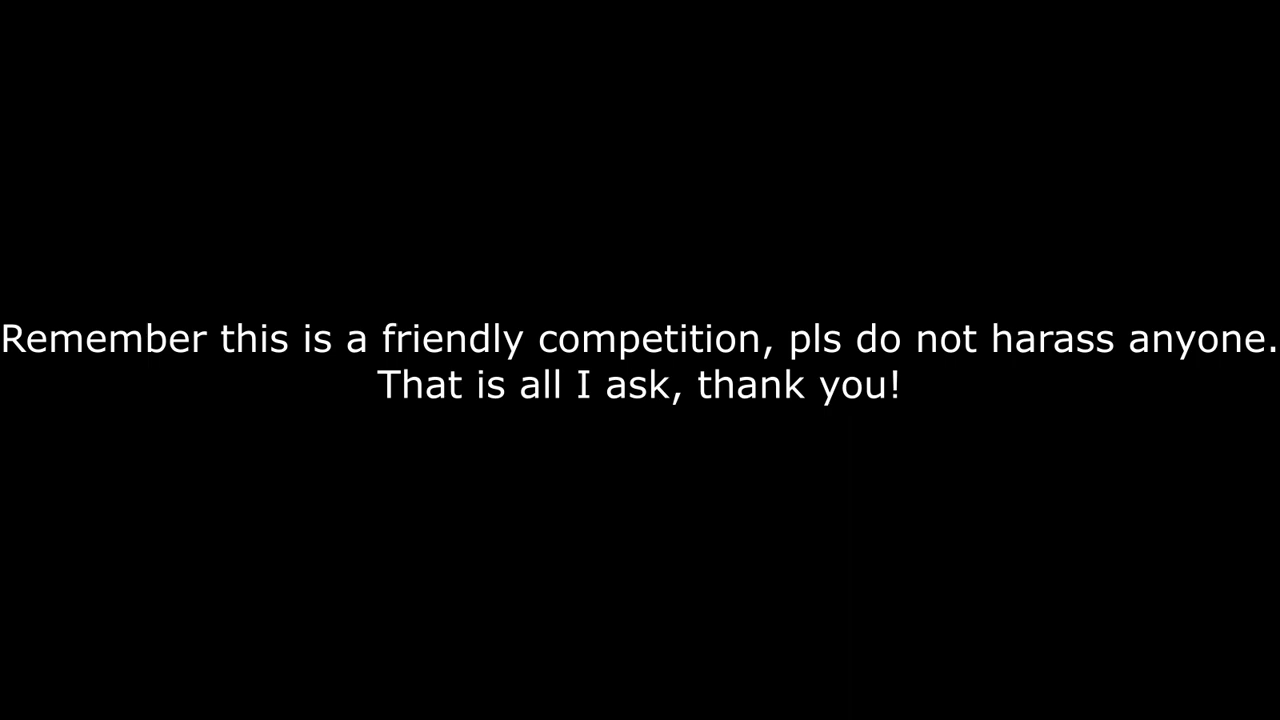 Remember this is a friendly competition, pls do not harass anyone.
That is all I ask, thank you!